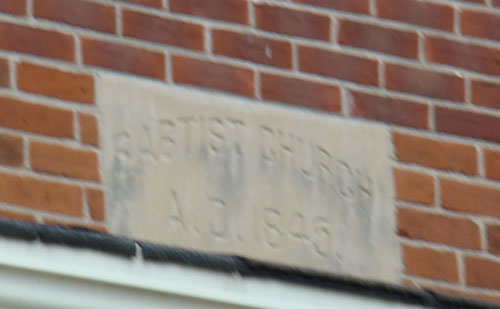 BAPTIST CHURCH
A.D. 1845.